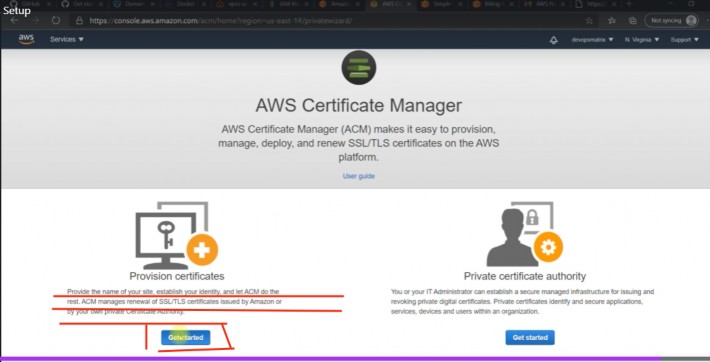 Setup
https://console.aws.amazon.com/acm/home?region=us-east-1#/privatewizard/
Not syncing
aws
Services
devopsmatrix
N. Virginia
Support
AWS Certificate Manager
AWS Certificate Manager (ACM) makes it easy to provision,
manage, deploy, and renew SSL/TLS certificates on the AWS
platform.
User guide
Provision certificates
Provide the name of your site, establish your identity, and let ACM do the
rest. ACM manages renewal of SSL/TLS certificates issued by Amazon or
by your own private Certificate Authority.
Get started
Private certificate authority
You or your IT Administrator can establish a secure managed infrastructure for issuing and
revoking private digital certificates. Private certificates identify and secure applications,
services, devices and users within an organization.
Get started